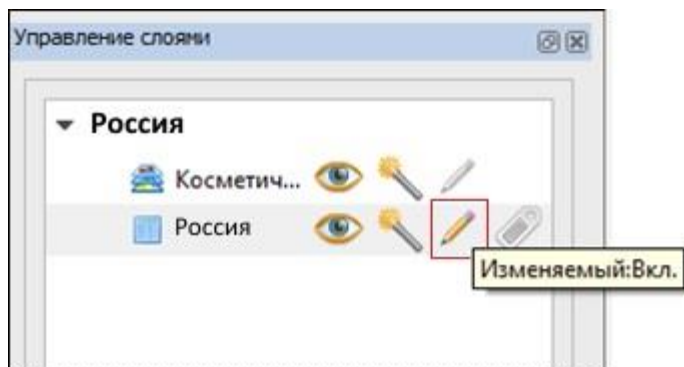 Управление слоями
Россия
Косметич...
Россия
Изменяемый:Вкл.